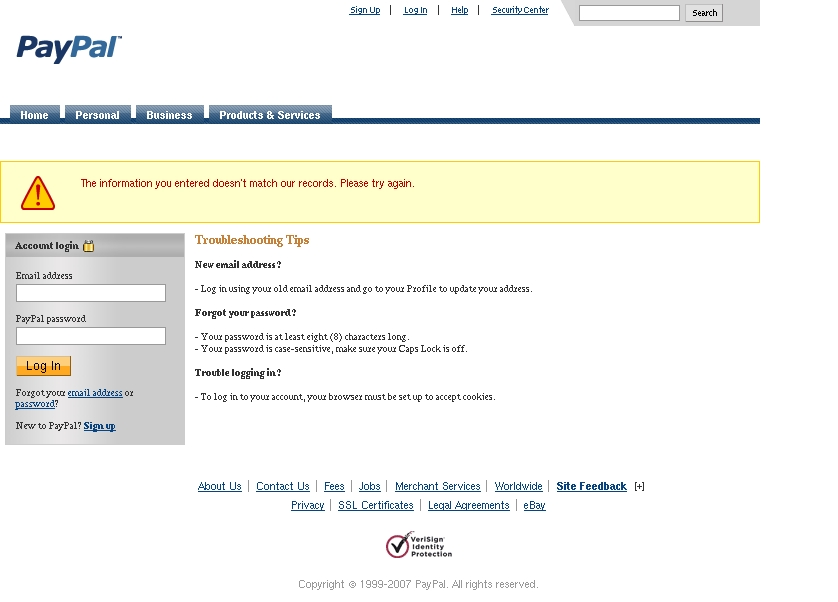 Sign Up | Log In | Help | Security Center Search
PayPal™
Home Personal Business Products & Services
The information you entered doesn't match our records. Please try again.
Account login
Email address
PayPal password
Log In
Forgot your email address or
password?
New to PayPal? Sign up
Troubleshooting Tips
New email address?
- Log in using your old email address and go to your Profile to update your address.
Forgot your password?
- Your password is at least eight (8) characters long.
- Your password is case-sensitive, make sure your Caps Lock is off.
Trouble logging in?
- To log in to your account, your browser must be set up to accept cookies.
About Us | Contact Us | Fees | Jobs | Merchant Services | Worldwide | Site Feedback [+]
Privacy | SSL Certificates | Legal Agreements | eBay
VeriSign
Identity
Protection
Copyright © 1999-2007 PayPal. All rights reserved.